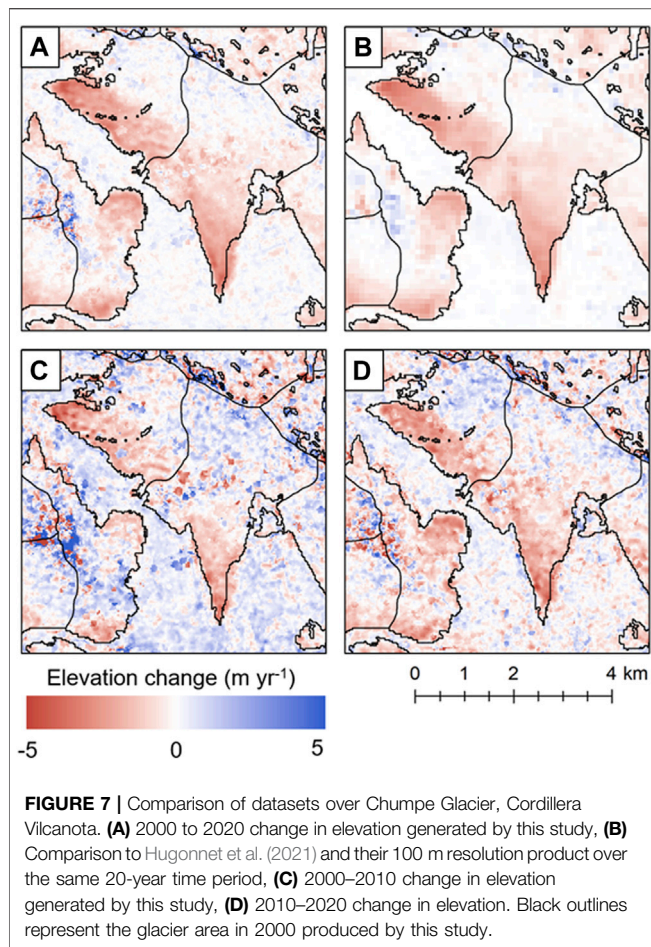 A
B
C
D
Elevation change (m yr-1)
-5 0 5
0 1 2 4 km
FIGURE 7 | Comparison of datasets over Chumpe Glacier, Cordillera
Vilcanota. (A) 2000 to 2020 change in elevation generated by this study, (B)
Comparison to Hugonnet et al. (2021) and their 100 m resolution product over
the same 20-year time period, (C) 2000–2010 change in elevation
generated by this study, (D) 2010–2020 change in elevation. Black outlines
represent the glacier area in 2000 produced by this study.